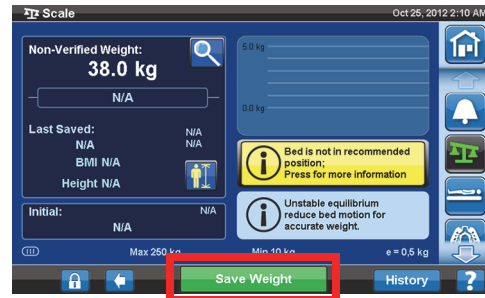 Scale
Oct 25, 2012 2:10 AM
Non-Verified Weight:
38.0 kg
N/A
Last Saved:
N/A
N/A
N/A
BMI N/A
Height N/A
Initial:
N/A
N/A
5.0 kg
0.0 kg
Bed is not in recommended
position;
Press for more information
Unstable equilibrium
reduce bed motion for
accurate weight.
Max 250 kg
Min 10 kg
e = 0,5 kg
Save Weight
History
?